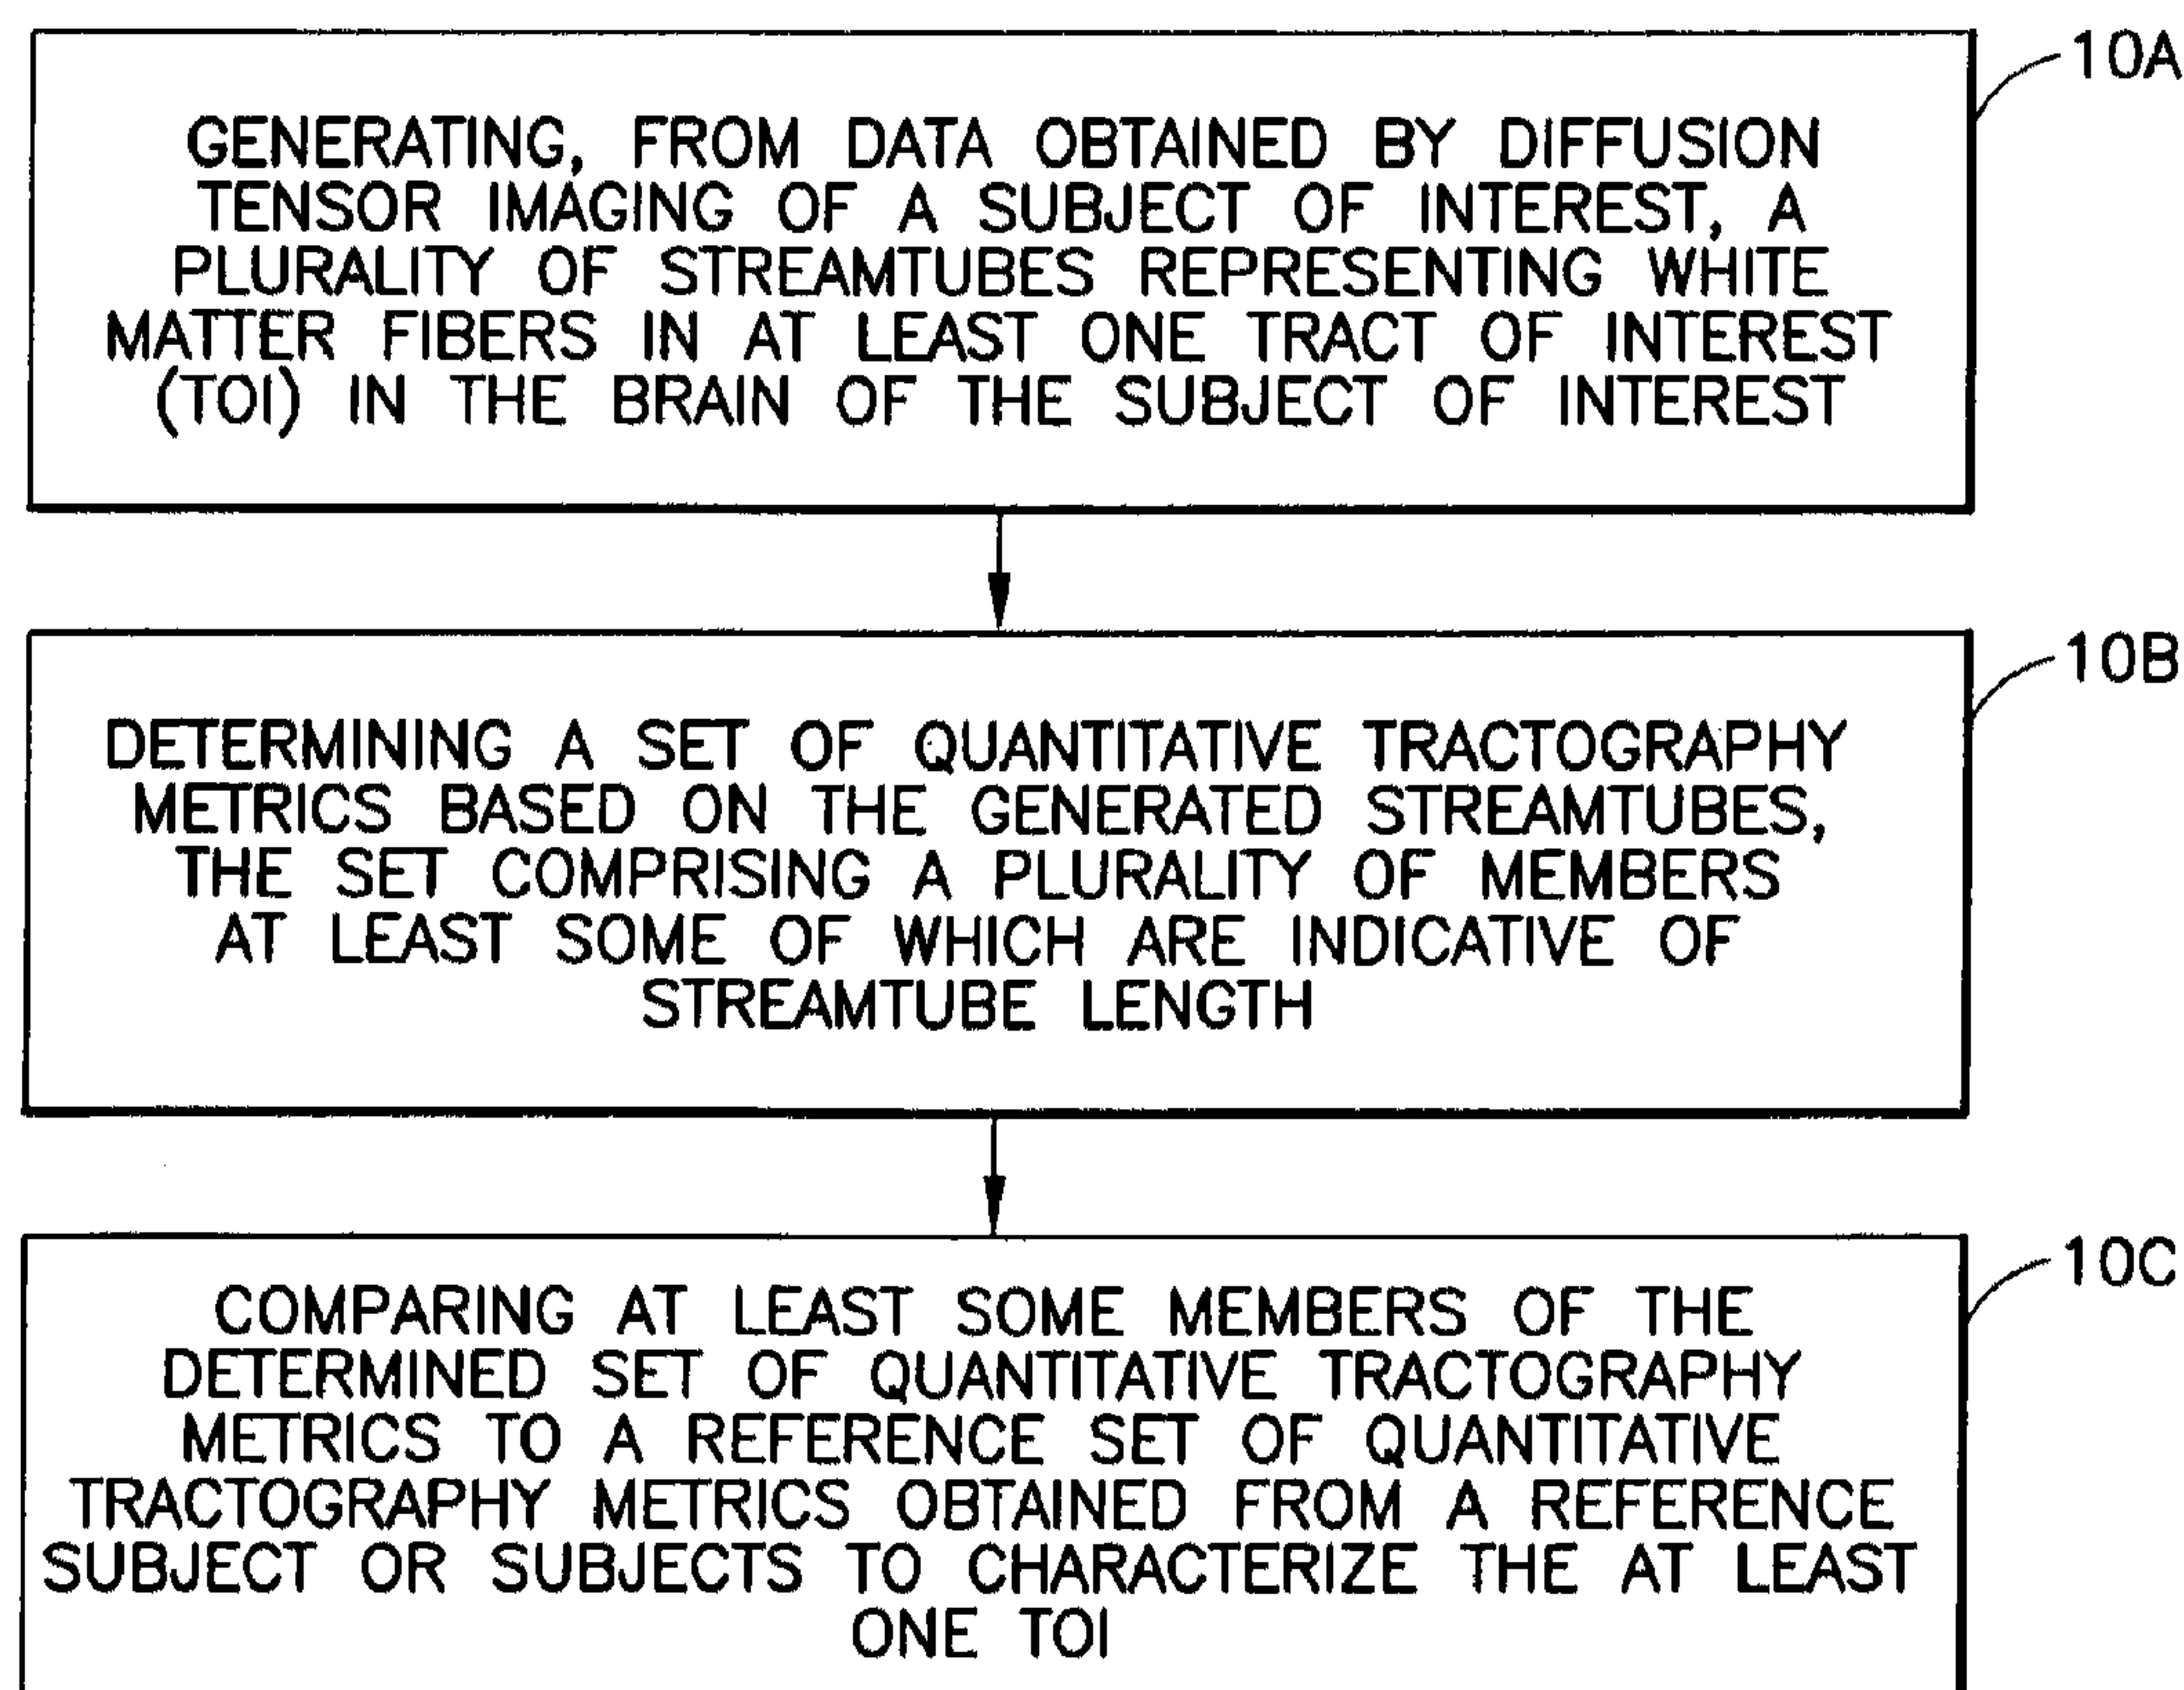 10A
GENERATING, FROM DATA OBTAINED BY DIFFUSION
TENSOR IMAGING OF A SUBJECT OF INTEREST, A
PLURALITY OF STREAMTUBES REPRESENTING WHITE
MATTER FIBERS IN AT LEAST ONE TRACT OF INTEREST
(TOI) IN THE BRAIN OF THE SUBJECT OF INTEREST
10B
DETERMINING A SET OF QUANTITATIVE TRACTOGRAPHY
METRICS BASED ON THE GENERATED STREAMTUBES,
THE SET COMPRISING A PLURALITY OF MEMBERS
AT LEAST SOME OF WHICH ARE INDICATIVE OF
STREAMTUBE LENGTH
10C
COMPARING AT LEAST SOME MEMBERS OF THE
DETERMINED SET OF QUANTITATIVE TRACTOGRAPHY
METRICS TO A REFERENCE SET OF QUANTITATIVE
TRACTOGRAPHY METRICS OBTAINED FROM A REFERENCE
SUBJECT OR SUBJECTS TO CHARACTERIZE THE AT LEAST
ONE TOI